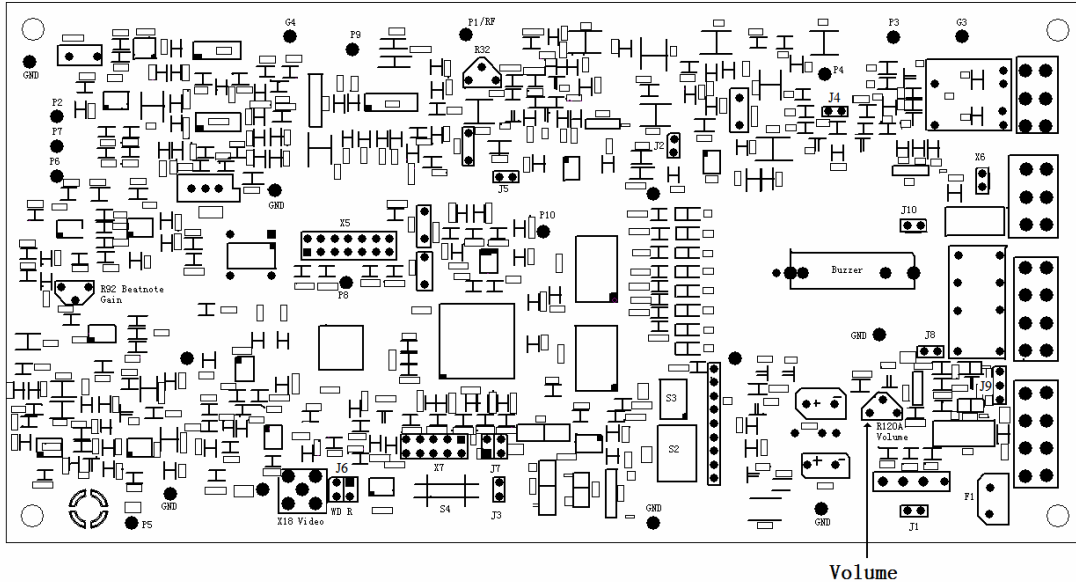 G4
P9
P1/RF
R32
P3
G3
GND
P4
J4
P2
P7
P6
J2
X6
J5
GND
J10
X5
P10
Buzzer
P8
R92 Beatnote
Gain
GND
J8
J9
S3
R120A
Volume
S2
J6
X7
J7
F1
GND
WD R
S4
X18 Video
J3
P5
GND
GND
J1
Volume